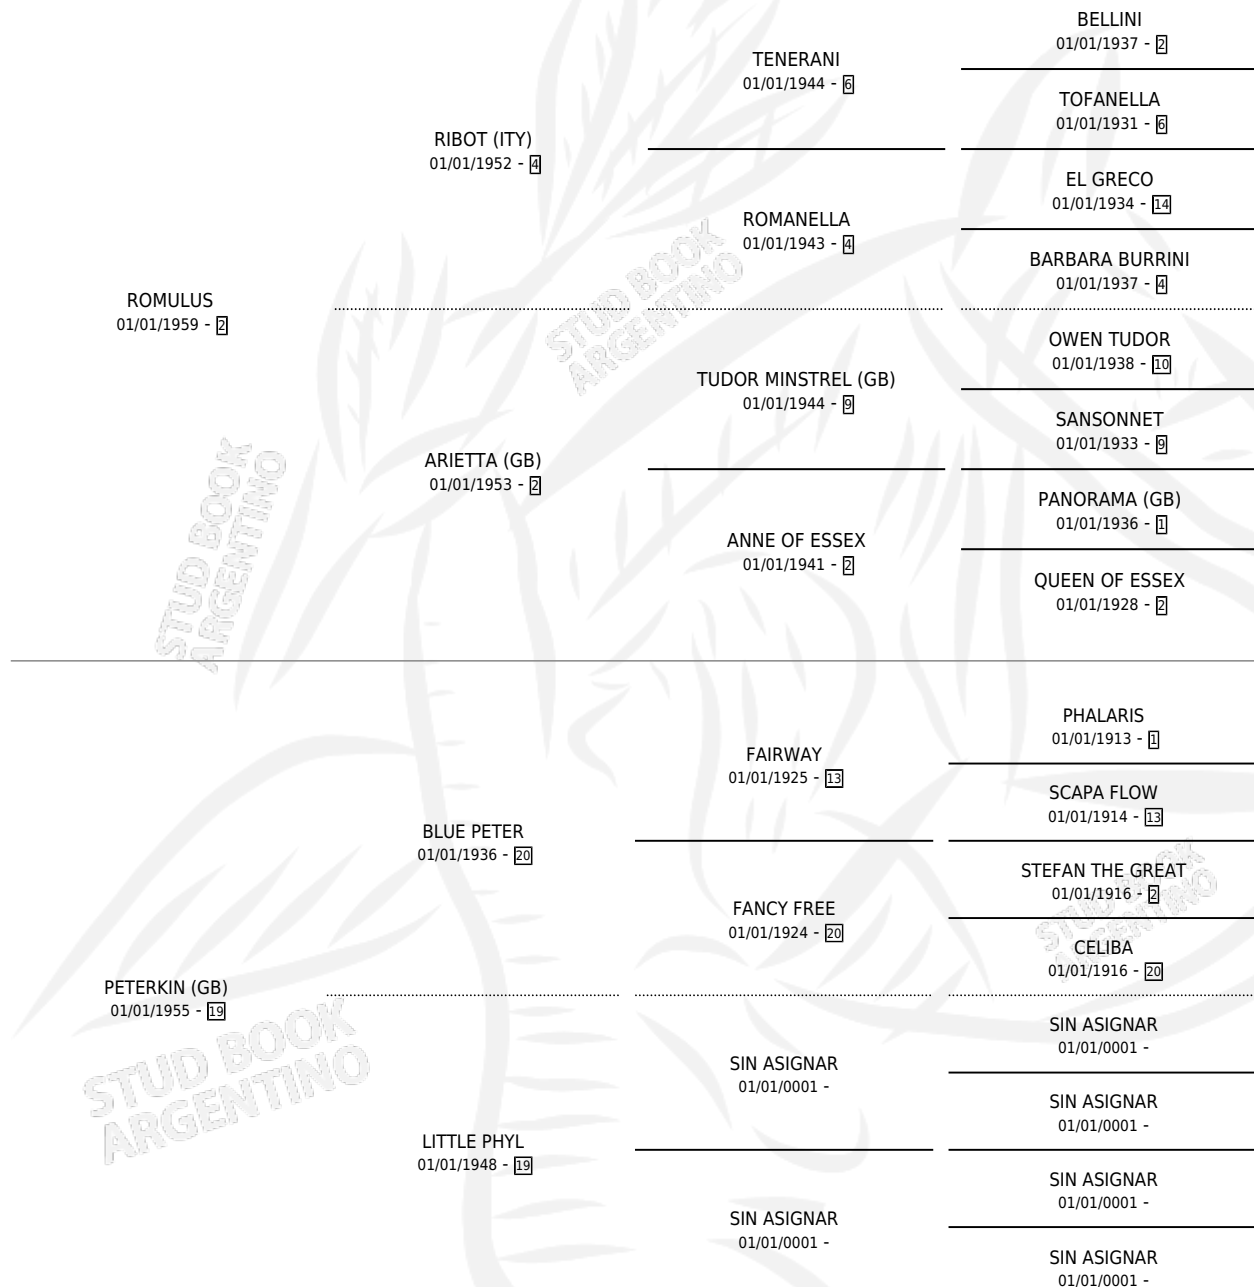 BELLINI
01/01/1937 - 2
TENERANI
01/01/1944 - 6
TOFANELLA
01/01/1931 - 6
RIBOT (ITY)
01/01/1952 - 4
EL GRECO
01/01/1934 - 14
ROMANELLA
01/01/1943 - 4
BARBARA BURRINI
01/01/1937 - 4
ROMULUS
01/01/1959 - 2
OWEN TUDOR
01/01/1938 - 10
TUDOR MINSTREL (GB)
01/01/1944 - 9
SANSONNET
01/01/1933 - 9
ARIETTA (GB)
01/01/1953 - 2
PANORAMA (GB)
01/01/1936 - 1
ANNE OF ESSEX
01/01/1941 - 2
QUEEN OF ESSEX
01/01/1928 - 2
PHALARIS
01/01/1913 - 1
FAIRWAY
01/01/1925 - 13
SCAPA FLOW
01/01/1914 - 13
BLUE PETER
01/01/1936 - 20
STEFAN THE GREAT
01/01/1916 - 2
FANCY FREE
01/01/1924 - 20
CELIBA
01/01/1916 - 20
PETERKIN (GB)
01/01/1955 - 19
SIN ASIGNAR
01/01/0001 -
SIN ASIGNAR
01/01/0001 -
SIN ASIGNAR
01/01/0001 -
LITTLE PHYL
01/01/1948 - 19
SIN ASIGNAR
01/01/0001 -
SIN ASIGNAR
01/01/0001 -
SIN ASIGNAR
01/01/0001 -
STUD BOOK
ARGENTINO
STUD BOOK
ARGENTINO
STUD BOOK
ARGENTINO
STUD BOOK
ARGENTINO